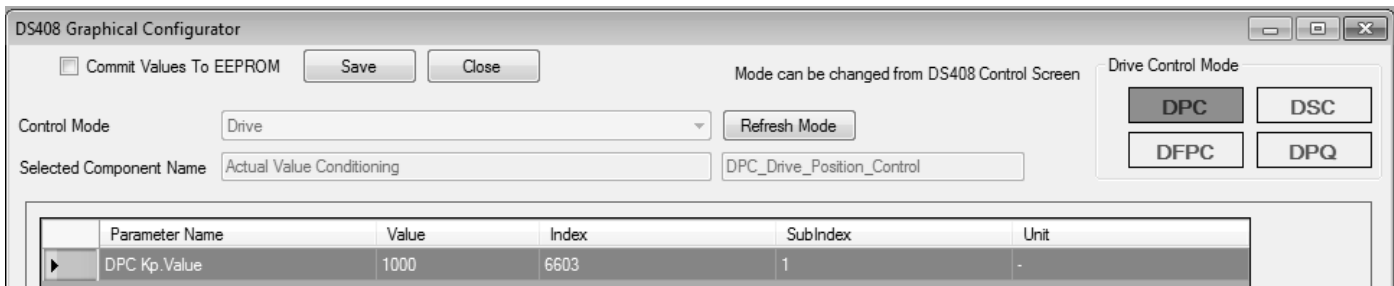 DS408 Graphical Configurator
Commit Values To EEPROM Save Close Mode can be changed from DS408 Control Screen Drive Control Mode
DPC DSC
Control Mode Drive Refresh Mode
DFPC DPQ
Selected Component Name Actual Value Conditioning DPC_Drive_Position_Control
Parameter Name Value Index SubIndex Unit
DPC Kp.Value 1000 6603 1 -